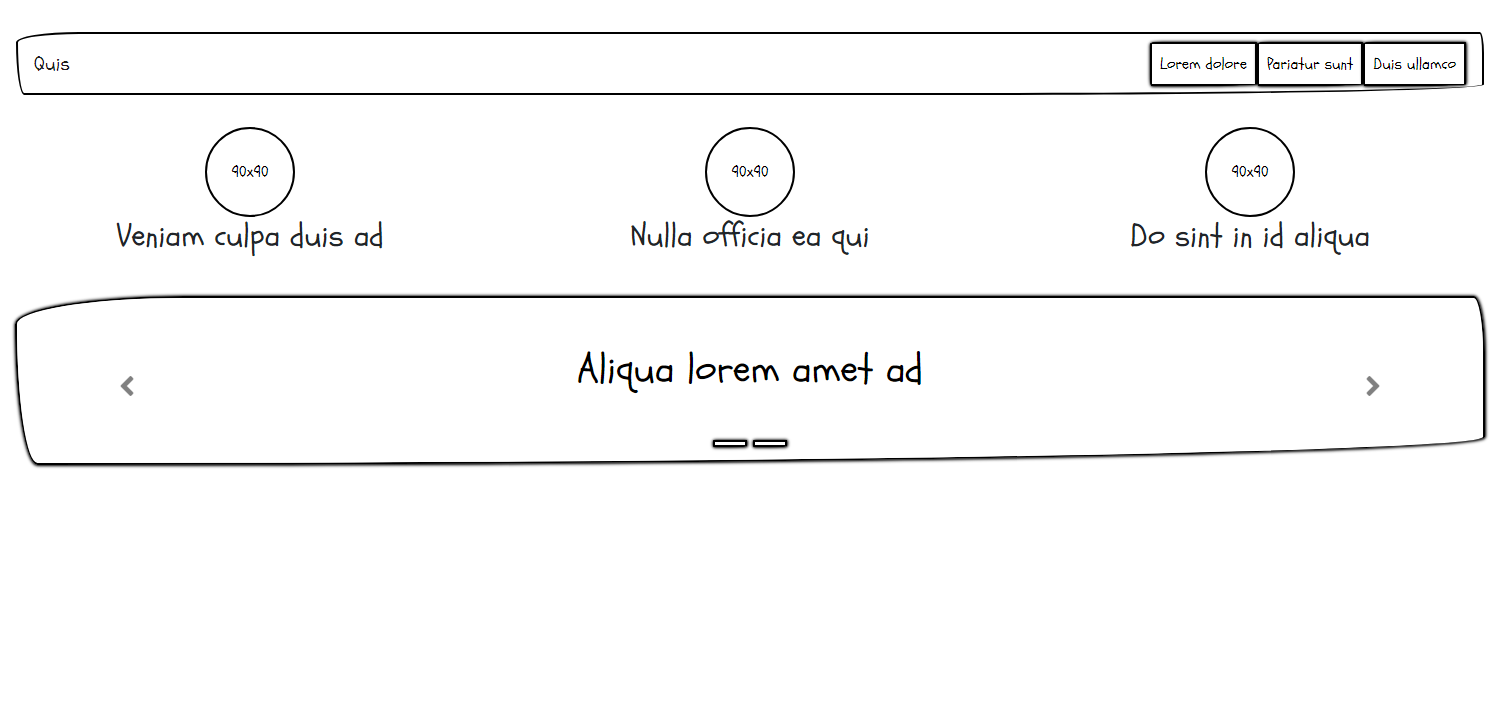 Quis
Lorem dolore Pariatur sunt Duis ullamco
90x90 90x90 90x90
Veniam culpa duis ad Nulla officia ea qui Do sint in id aliqua
Aliqua lorem amet ad